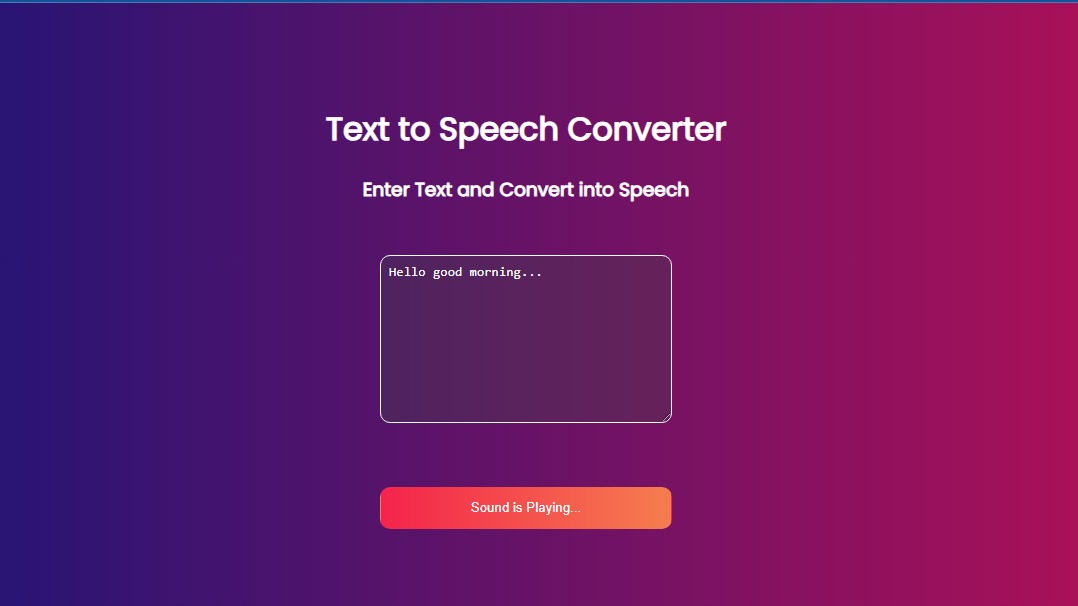 Text to Speech Converter
Enter Text and Convert into Speech
Hello good morning...
Sound is Playing...